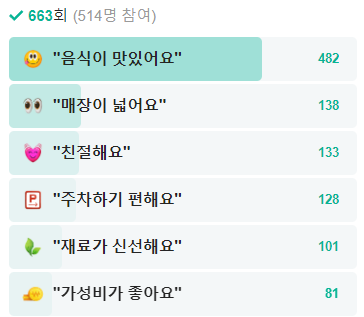 663회 (514명 참여)
"음식이 맛있어요" 482
"매장이 넓어요" 138
"친절해요" 133
P "주차하기 편해요" 128
"재료가 신선해요" 101
"가성비가 좋아요" 81